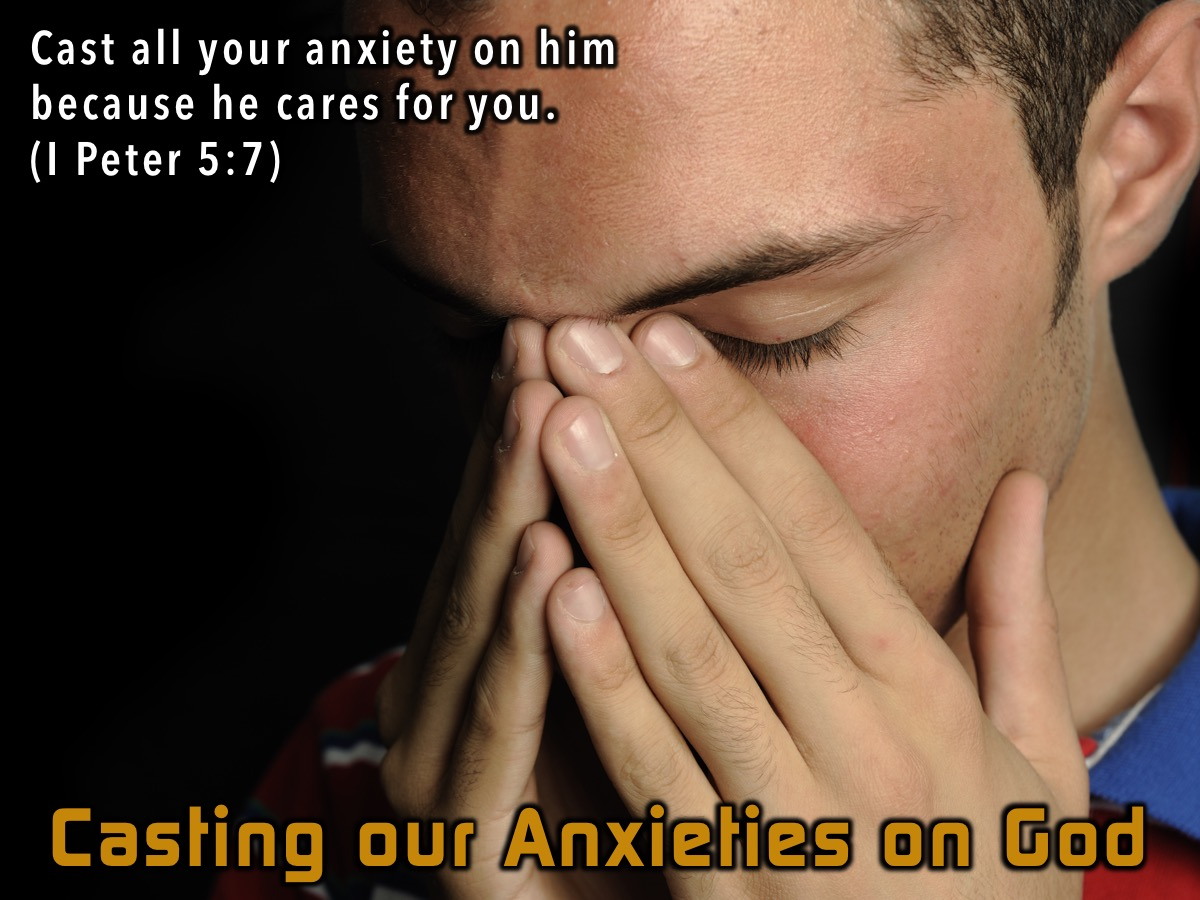 Cast all your anxiety on him
because he cares for you.
(I Peter 5:7)
Casting our Anxieties on God